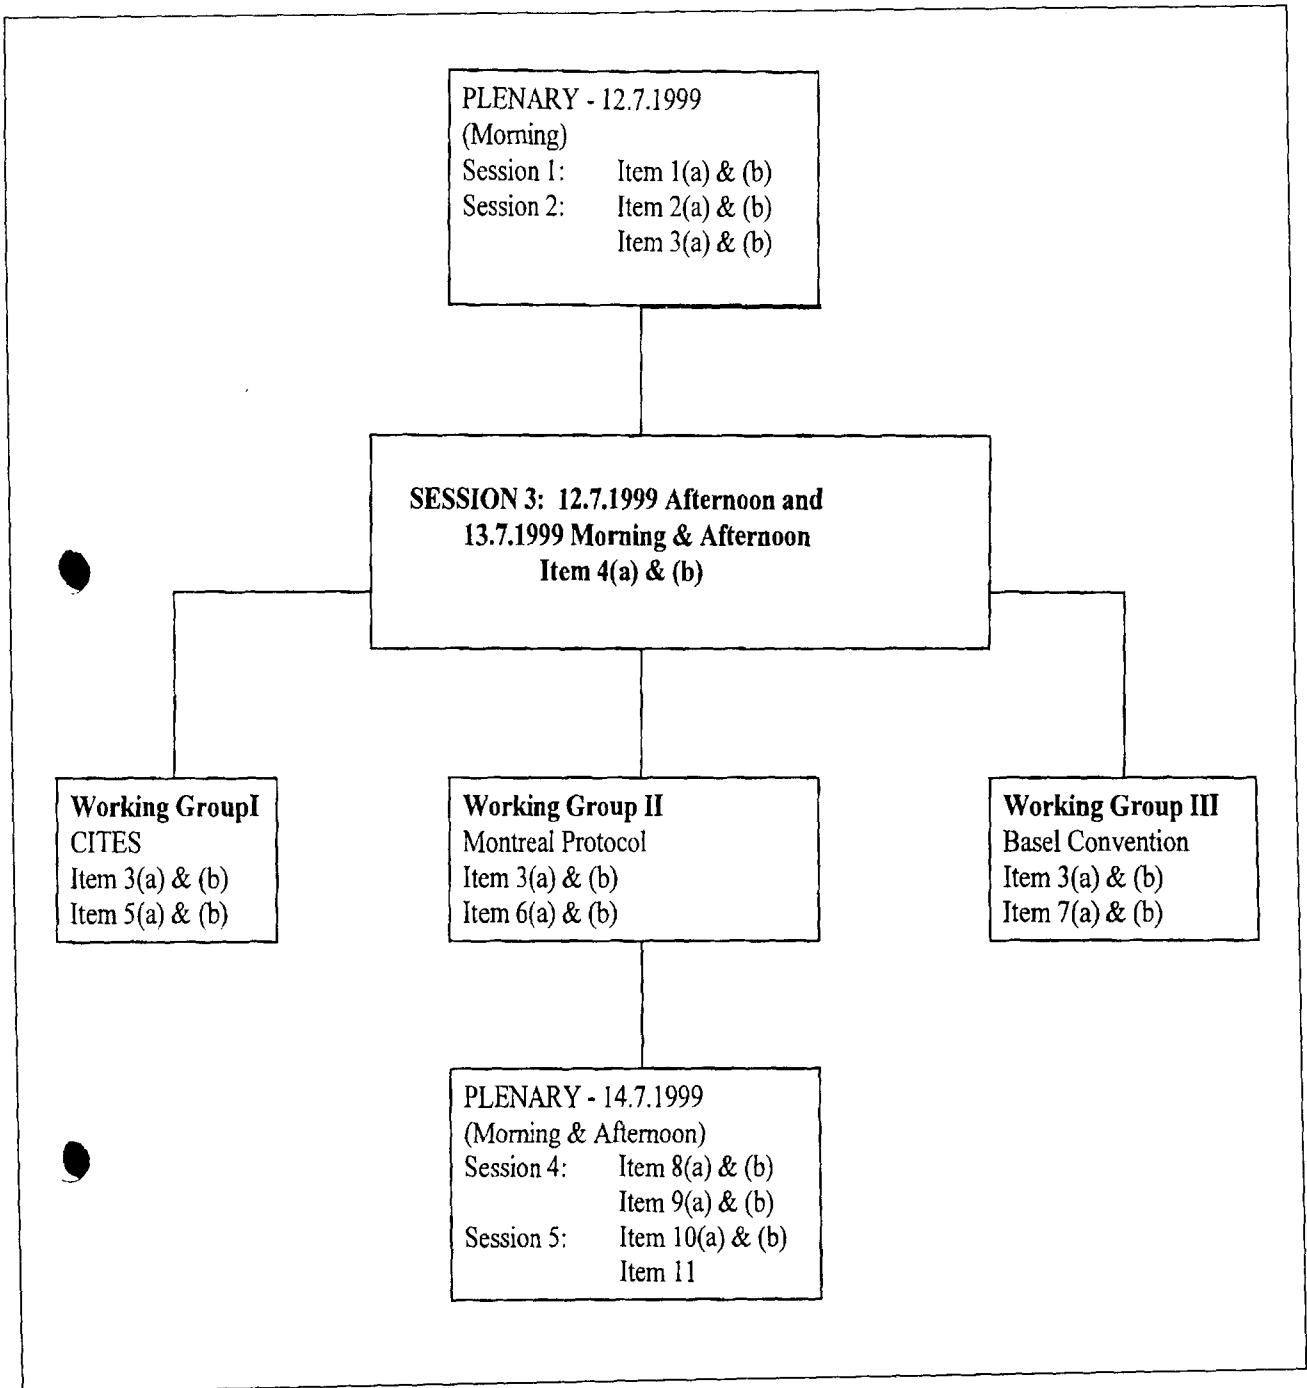 PLENARY - 12.7.1999
(Morning)
Session 1: Item 1(a) & (b)
Session 2: Item 2(a) & (b)
Item 3(a) & (b)
SESSION 3: 12.7.1999 Afternoon and
13.7.1999 Morning & Afternoon
Item 4(a) & (b)
Working GroupI
CITES
Item 3(a) & (b)
Item 5(a) & (b)
Working Group II
Montreal Protocol
Item 3(a) & (b)
Item 6(a) & (b)
Working Group III
Basel Convention
Item 3(a) & (b)
Item 7(a) & (b)
PLENARY - 14.7.1999
(Morning & Afternoon)
Session 4: Item 8(a) & (b)
Item 9(a) & (b)
Session 5: Item 10(a) & (b)
Item 11